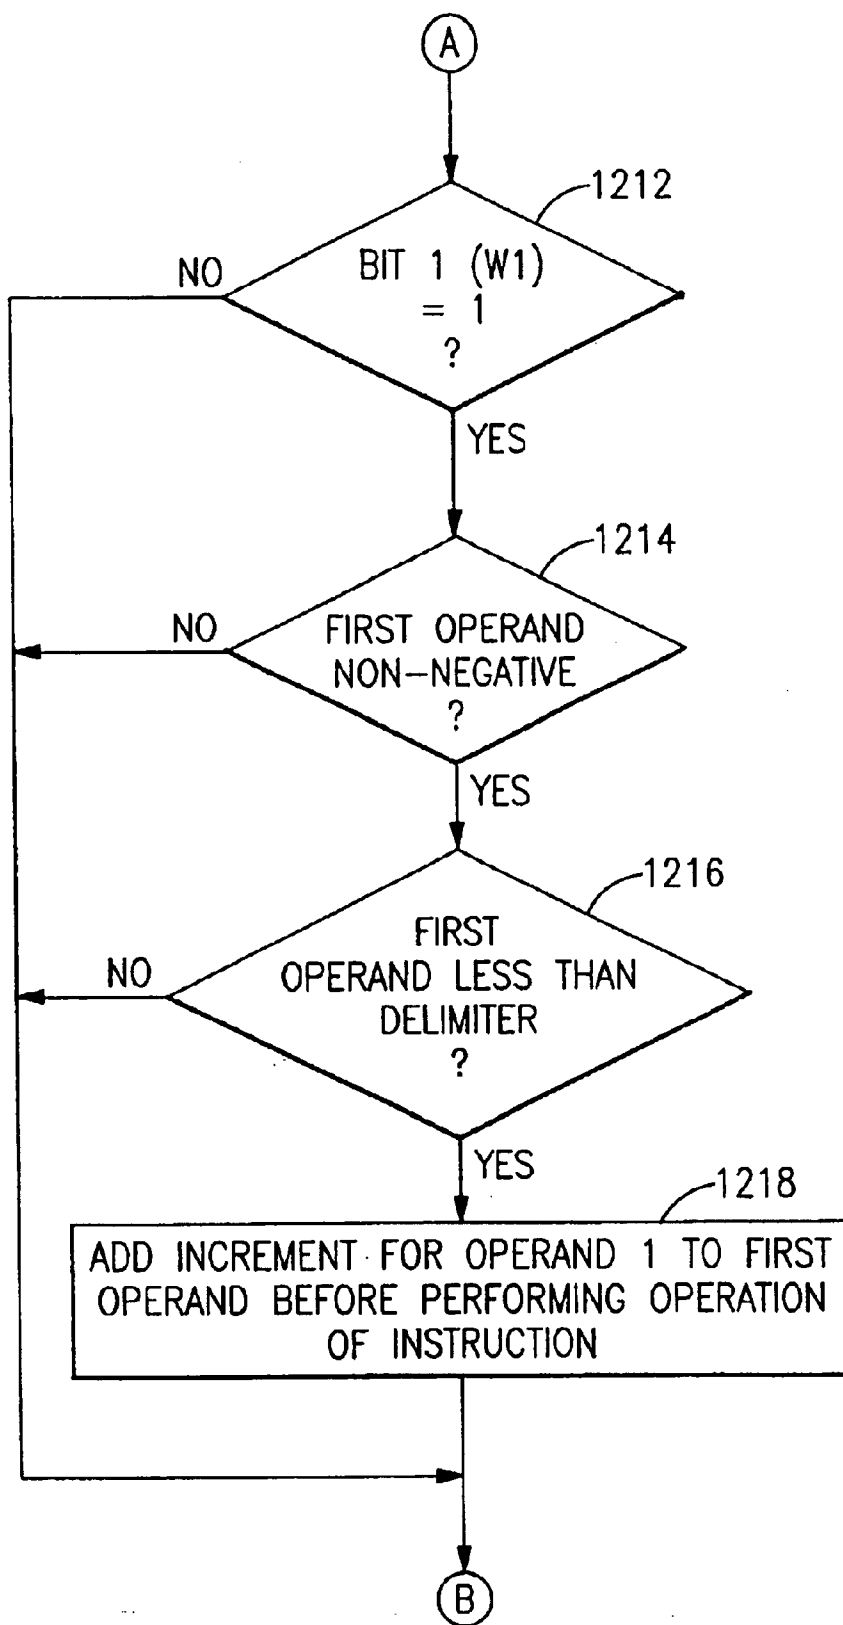 A
1212
BIT 1 (W1)
= 1
?
NO
YES
1214
FIRST OPERAND
NON-NEGATIVE
?
NO
YES
1216
FIRST
OPERAND LESS THAN
DELIMITER
?
NO
YES
1218
ADD INCREMENT FOR OPERAND 1 TO FIRST
OPERAND BEFORE PERFORMING OPERATION
OF INSTRUCTION
B